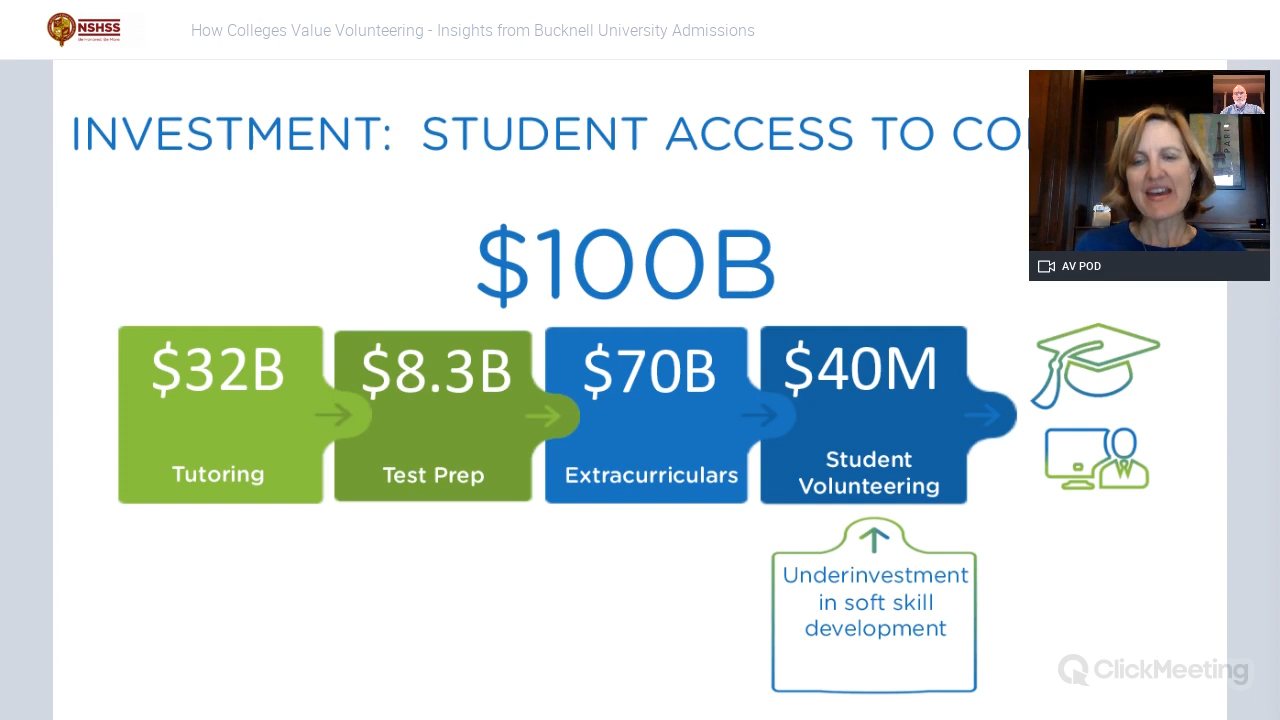 NSHSS
How Colleges Value Volunteering - Insights from Bucknell University Admissions
INVESTMENT: STUDENT ACCESS TO CO
PARI
AV POD
$100B
$32B
$8.3B
$70B
$40M
Tutoring
Test Prep
Extracurriculars
Student
Volunteering
Underinvestment
in soft skill
development
ClickMeeting